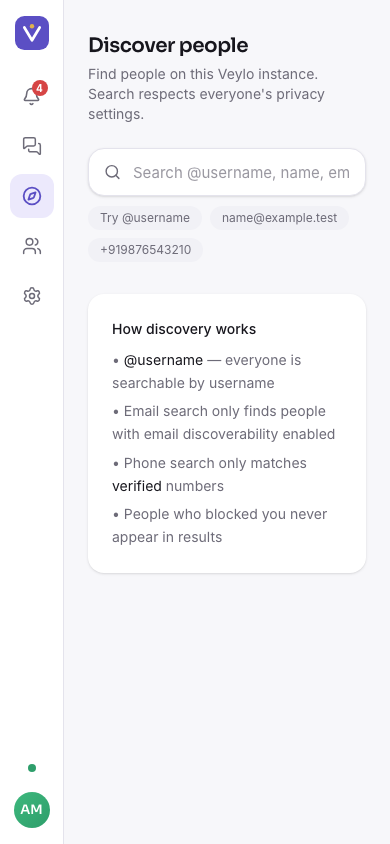 4
Discover people
Find people on this Veylo instance.
Search respects everyone's privacy
settings.
Search @username, name, em
Try @username
name@example.test
+919876543210
How discovery works
• @username — everyone is
searchable by username
• Email search only finds people
with email discoverability enabled
• Phone search only matches
verified numbers
• People who blocked you never
appear in results
AM